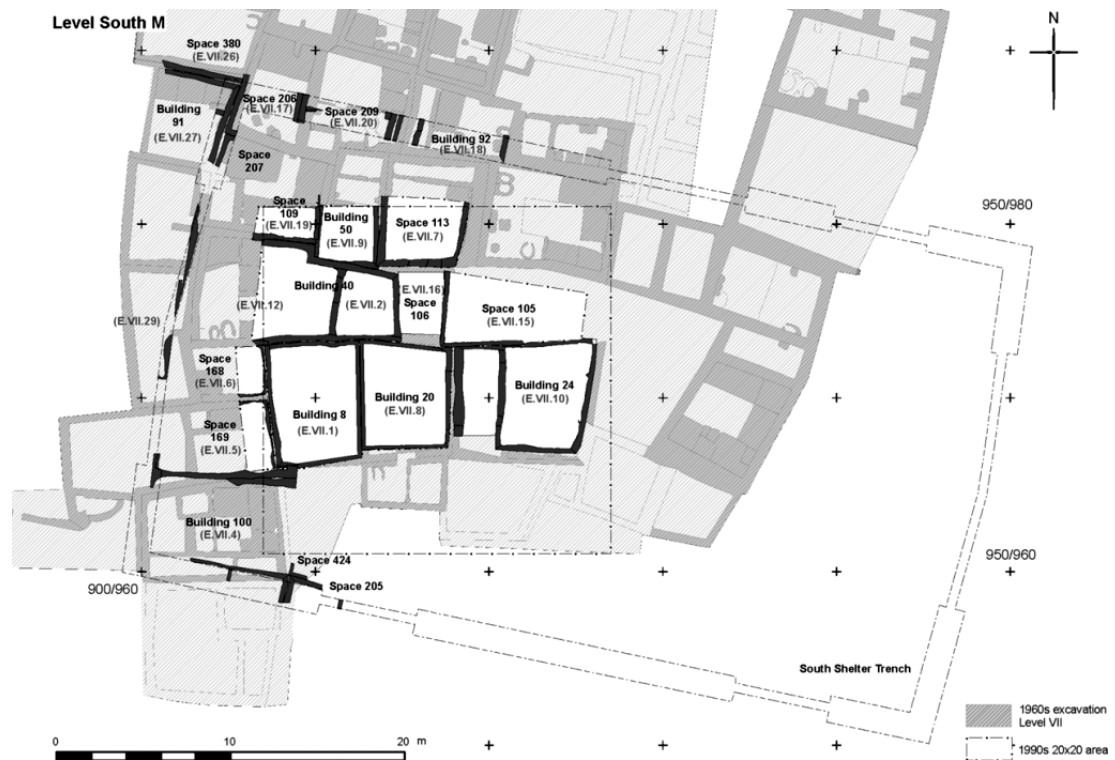 Level South M
N
Space 380
(E.VII.26)
Building
91
(E.VII.27)
Space 206
(E.VII.17)
Space 209
(E.VII.20)
Building 92
(E.VII.18)
Space
207
Space
109
(E.VII.19)
Building
50
(E.VII.9)
Space 113
(E.VII.7)
950/980
(E.VII.12)
Building 40
(E.VII.2)
(E.VII.16)
Space
106
Space 105
(E.VII.15)
(E.VII.29)
Space
168
(E.VII.6)
Building 8
(E.VII.1)
Building 20
(E.VII.8)
Building 24
(E.VII.10)
Space
169
(E.VII.5)
Building 100
(E.VII.4)
Space 424
Space 205
900/960
950/960
South Shelter Trench
1960s excavation
Level VII
1990s 20x20 area
0 10 20 m